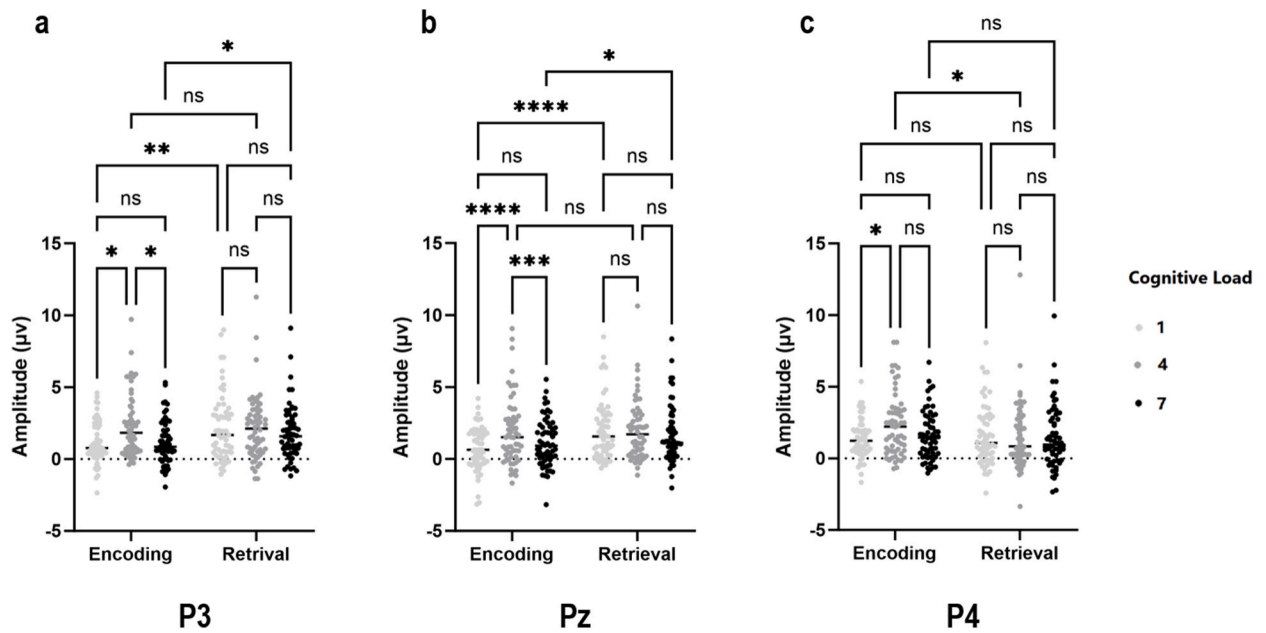 a
b
c
*
ns
**
ns
ns
ns
*
*
ns
*
****
ns
ns
****
ns
ns
***
ns
ns
*
ns
ns
ns
ns
*
ns
ns
15
10
5
0
-5
Amplitude (μv)
Encoding
Retrival
P3
15
10
5
0
-5
Amplitude (μv)
Encoding
Retrieval
Pz
15
10
5
0
-5
Amplitude (μv)
Encoding
Retrieval
P4
Cognitive Load
1
4
7